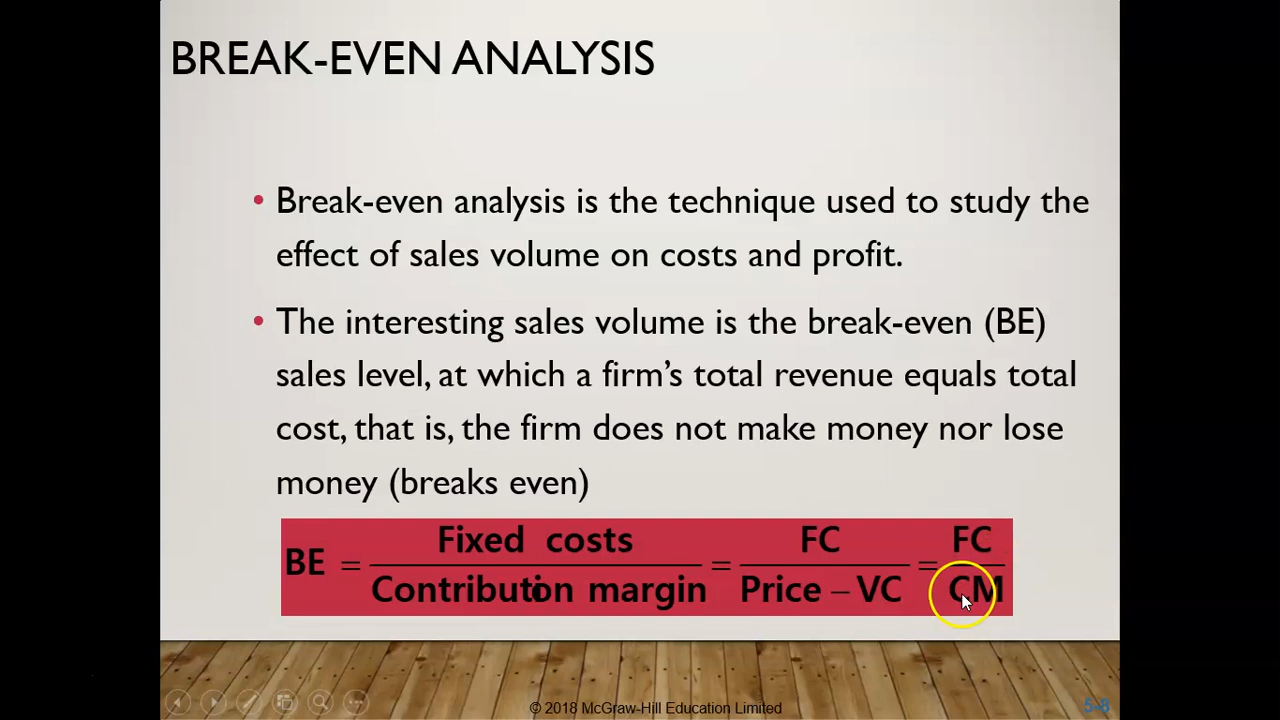 BREAK-EVEN ANALYSIS
• Break-even analysis is the technique used to study the
effect of sales volume on costs and profit.
• The interesting sales volume is the break-even (BE)
sales level, at which a firm's total revenue equals total
cost, that is, the firm does not make money nor lose
money (breaks even)
BE = Fixed costs / Contribution margin = FC / Price – VC = FC / CM
© 2018 McGraw-Hill Education Limited
5-8